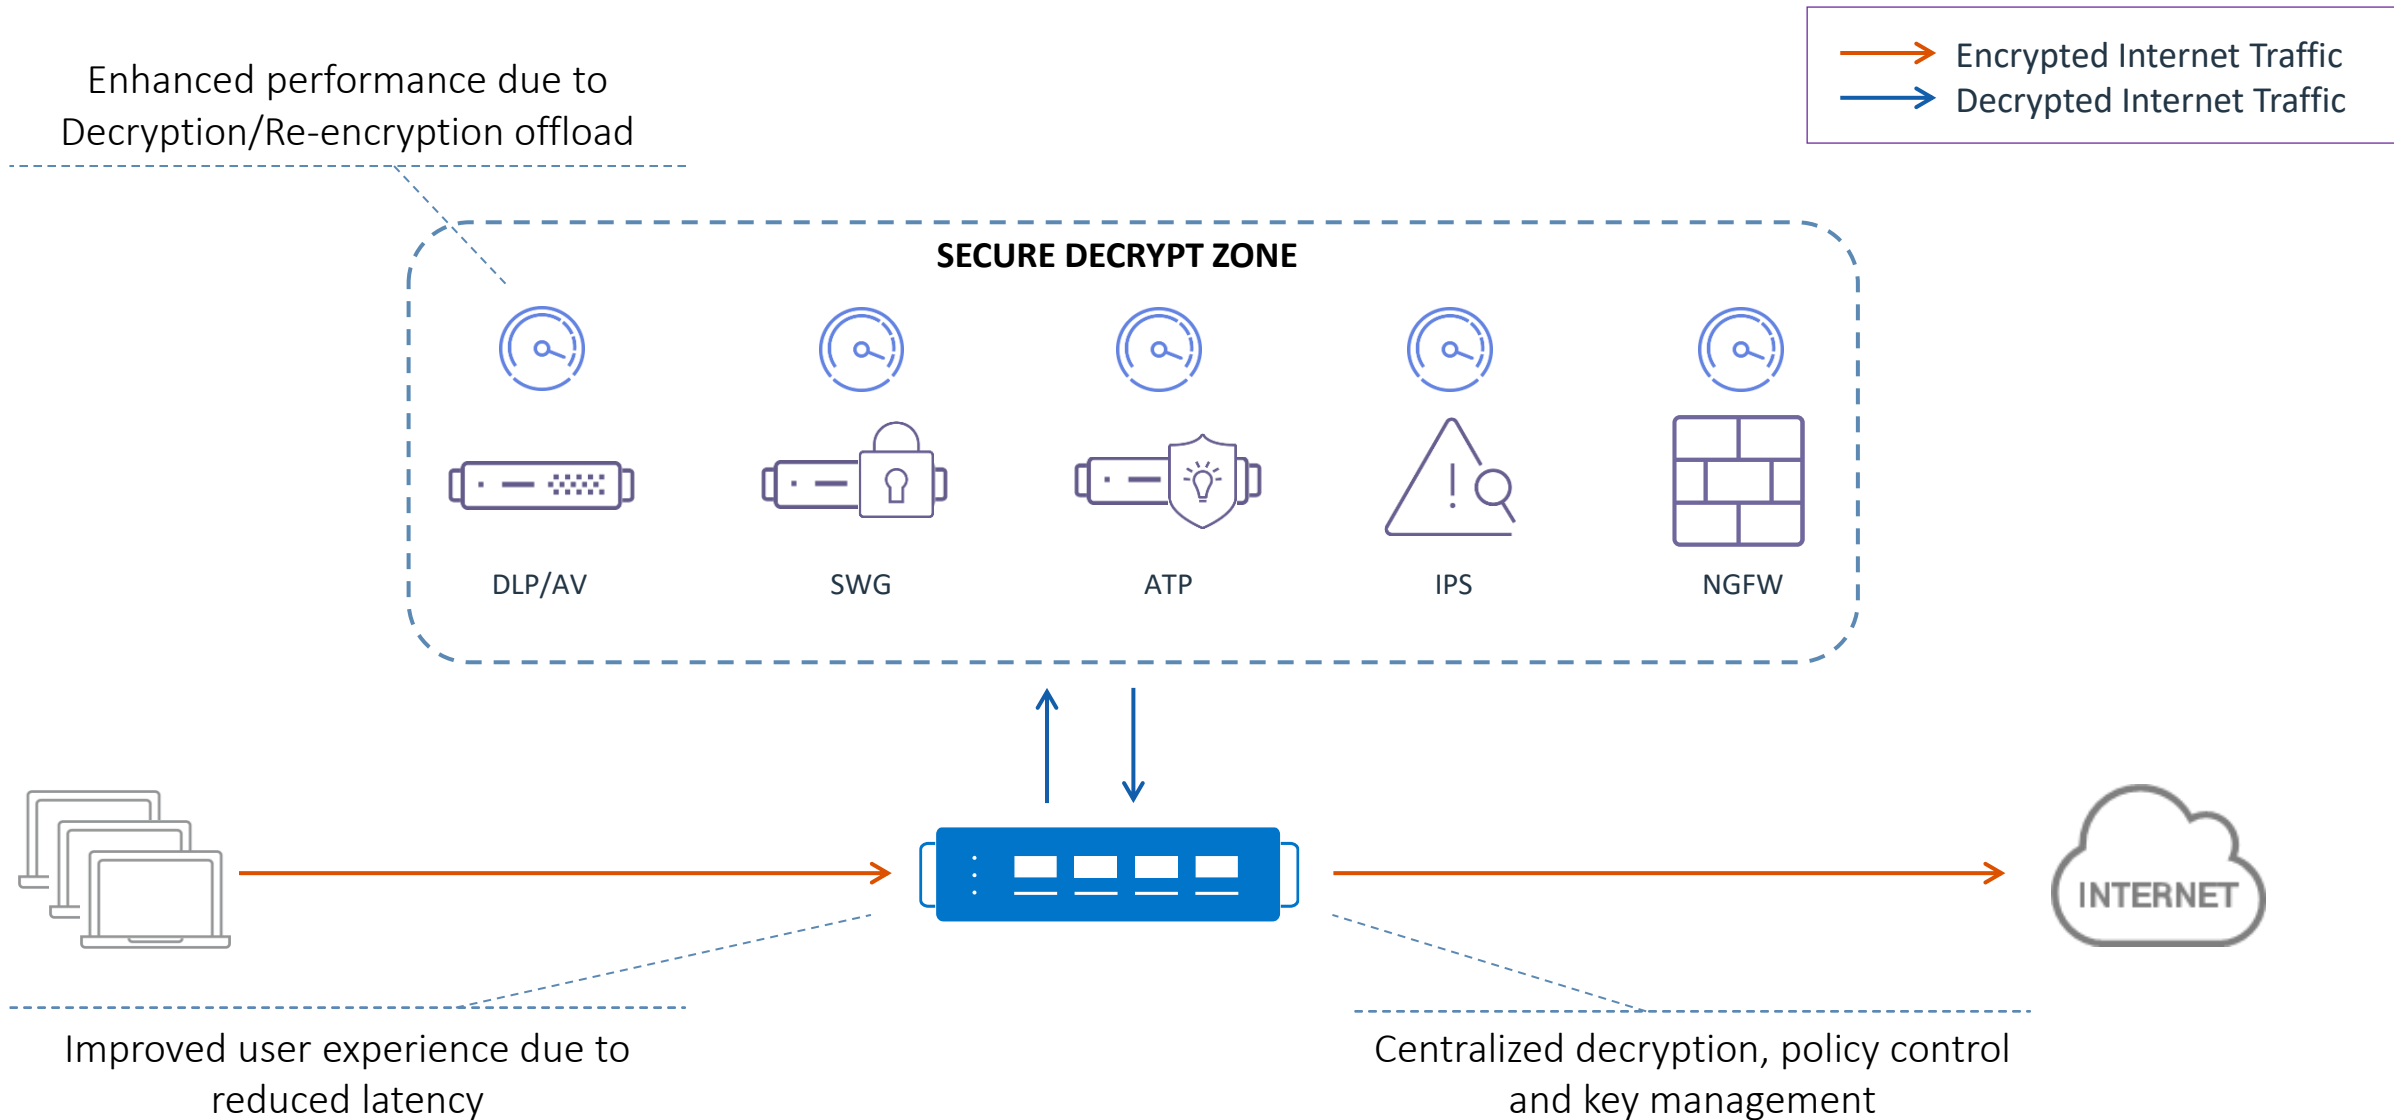 Encrypted Internet Traffic
Decrypted Internet Traffic
Enhanced performance due to
Decryption/Re-encryption offload
SECURE DECRYPT ZONE
DLP/AV
SWG
ATP
IPS
NGFW
INTERNET
Improved user experience due to
reduced latency
Centralized decryption, policy control
and key management